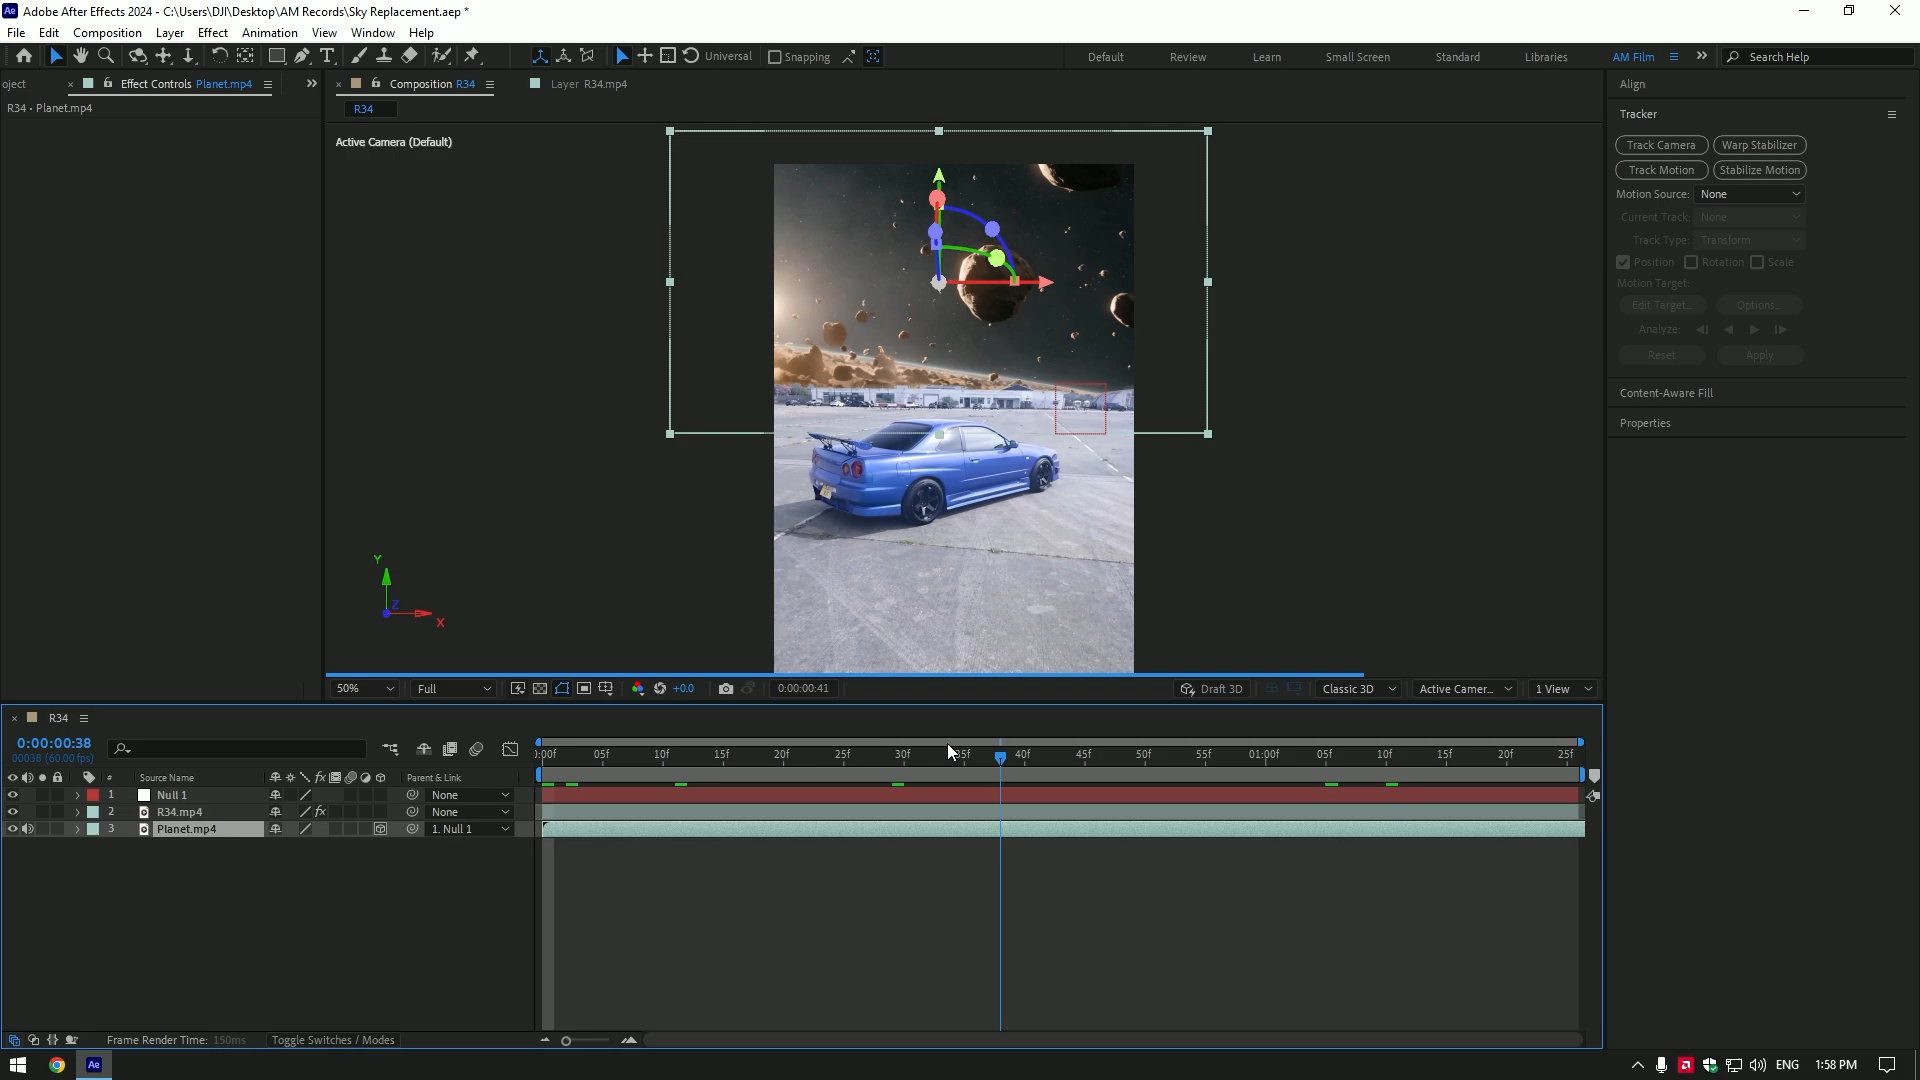 Adobe After Effects 2024 - C:\Users\DJI\Desktop\AM Records\Sky Replacement.aep *
File Edit Composition Layer Effect Animation View Window Help
Universal Snapping Default Review Learn Small Screen Standard Libraries AM Film Search Help
oject Effect Controls Planet.mp4 Composition R34 Layer R34.mp4 Align
R34 • Planet.mp4 R34 Tracker
Active Camera (Default)
Track Camera Warp Stabilizer
Track Motion Stabilize Motion
Motion Source: None
Current Track: None
Track Type: Transform
Position Rotation Scale
Motion Target:
Edit Target... Options...
Analyze:
Reset Apply
Content-Aware Fill
Properties
Y
Z
X
50% Full +0.0 0:00:00:41 Draft 3D Classic 3D Active Camer... 1 View
R34
0:00:00:38
00038 (60.00 fps)
:00f 05f 10f 15f 20f 25f 30f 35f 40f 45f 50f 55f 01:00f 05f 10f 15f 20f 25f
# Source Name fx Parent & Link
1 Null 1 None
2 R34.mp4 fx None
3 Planet.mp4 1. Null 1
Frame Render Time: 150ms Toggle Switches / Modes
Ae ENG 1:58 PM